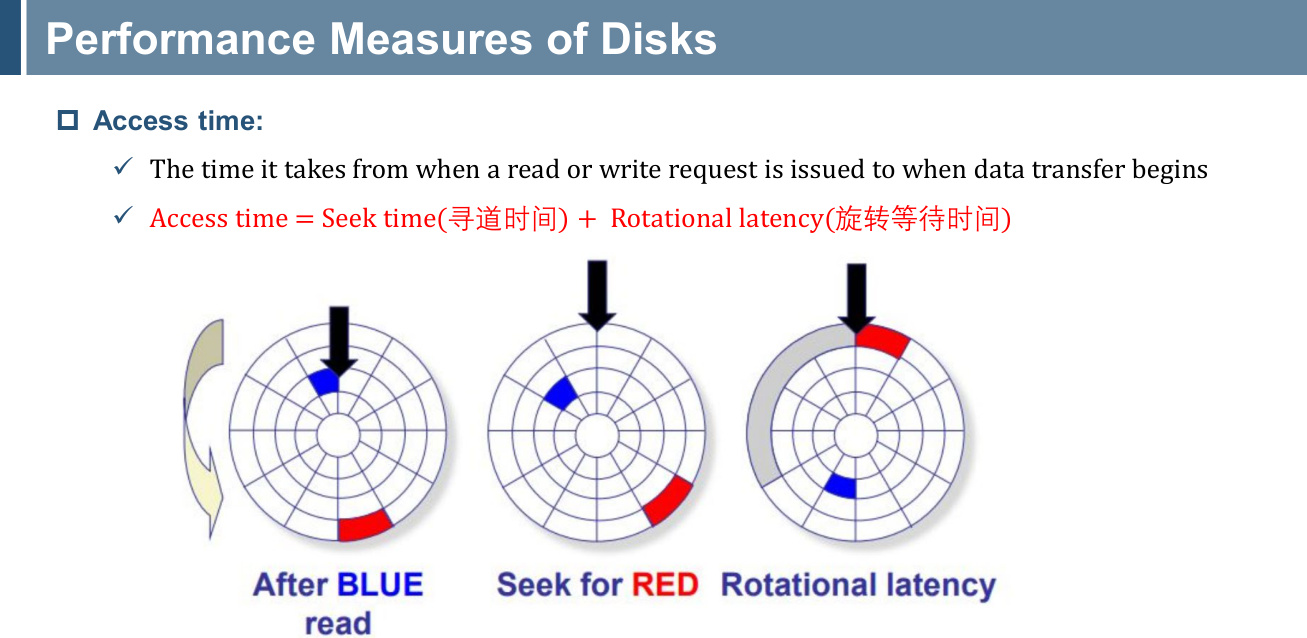 Performance Measures of Disks
Access time:
The time it takes from when a read or write request is issued to when data transfer begins
Access time = Seek time(寻道时间) + Rotational latency(旋转等待时间)
After BLUE
read
Seek for RED
Rotational latency